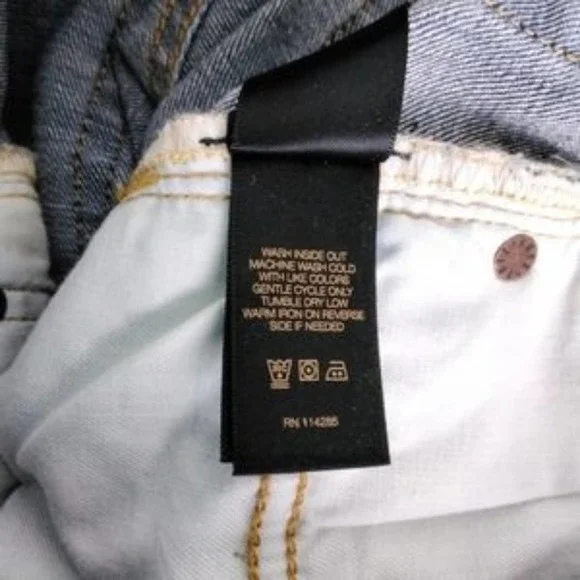 WASH INSIDE OUT
MACHINE WASH COLD
WITH LIKE COLORS
GENTLE CYCLE ONLY
TUMBLE DRY LOW
WARM IRON ON REVERSE
SIDE IF NEEDED
RN 114285